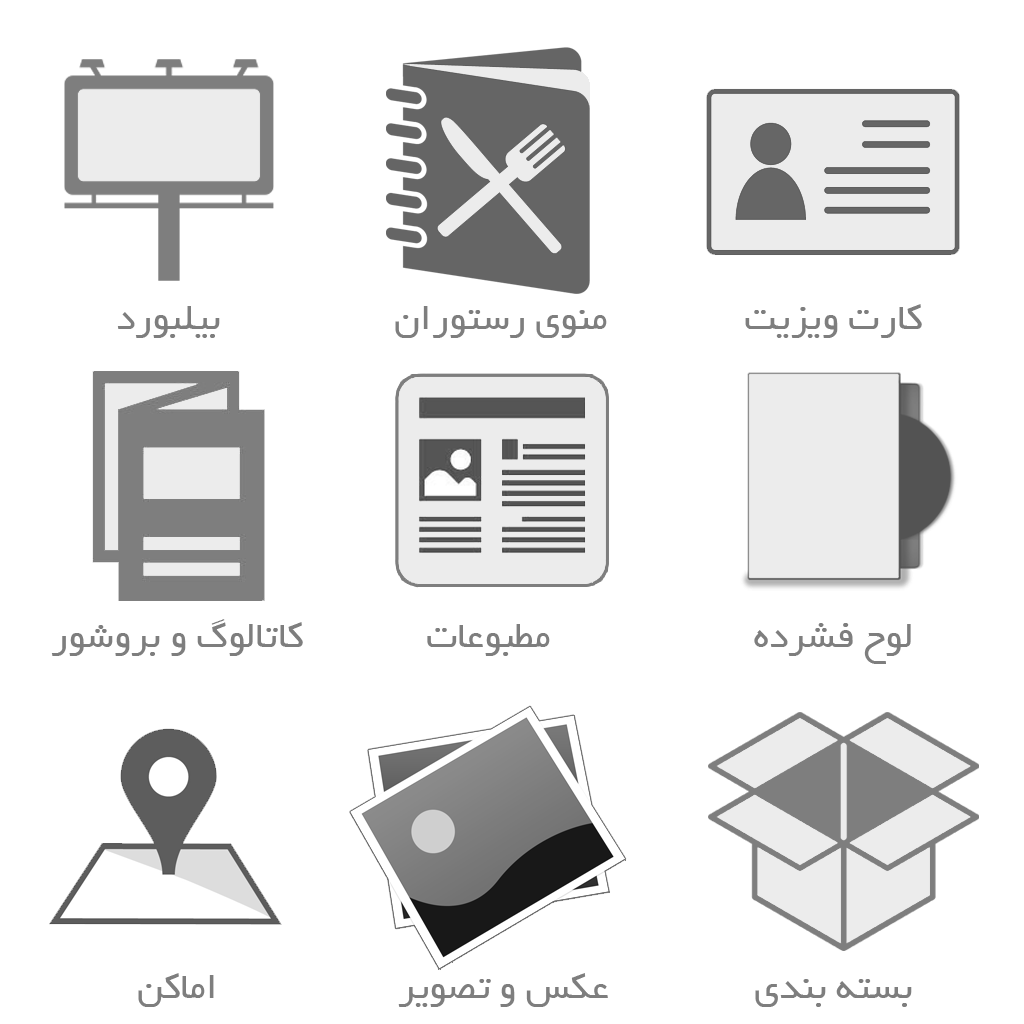 کارت ویزیت
منوی رستوران
بیلبورد
لوح فشرده
مطبوعات
کاتالوگ و بروشور
بسته بندی
عکس و تصویر
اماکن